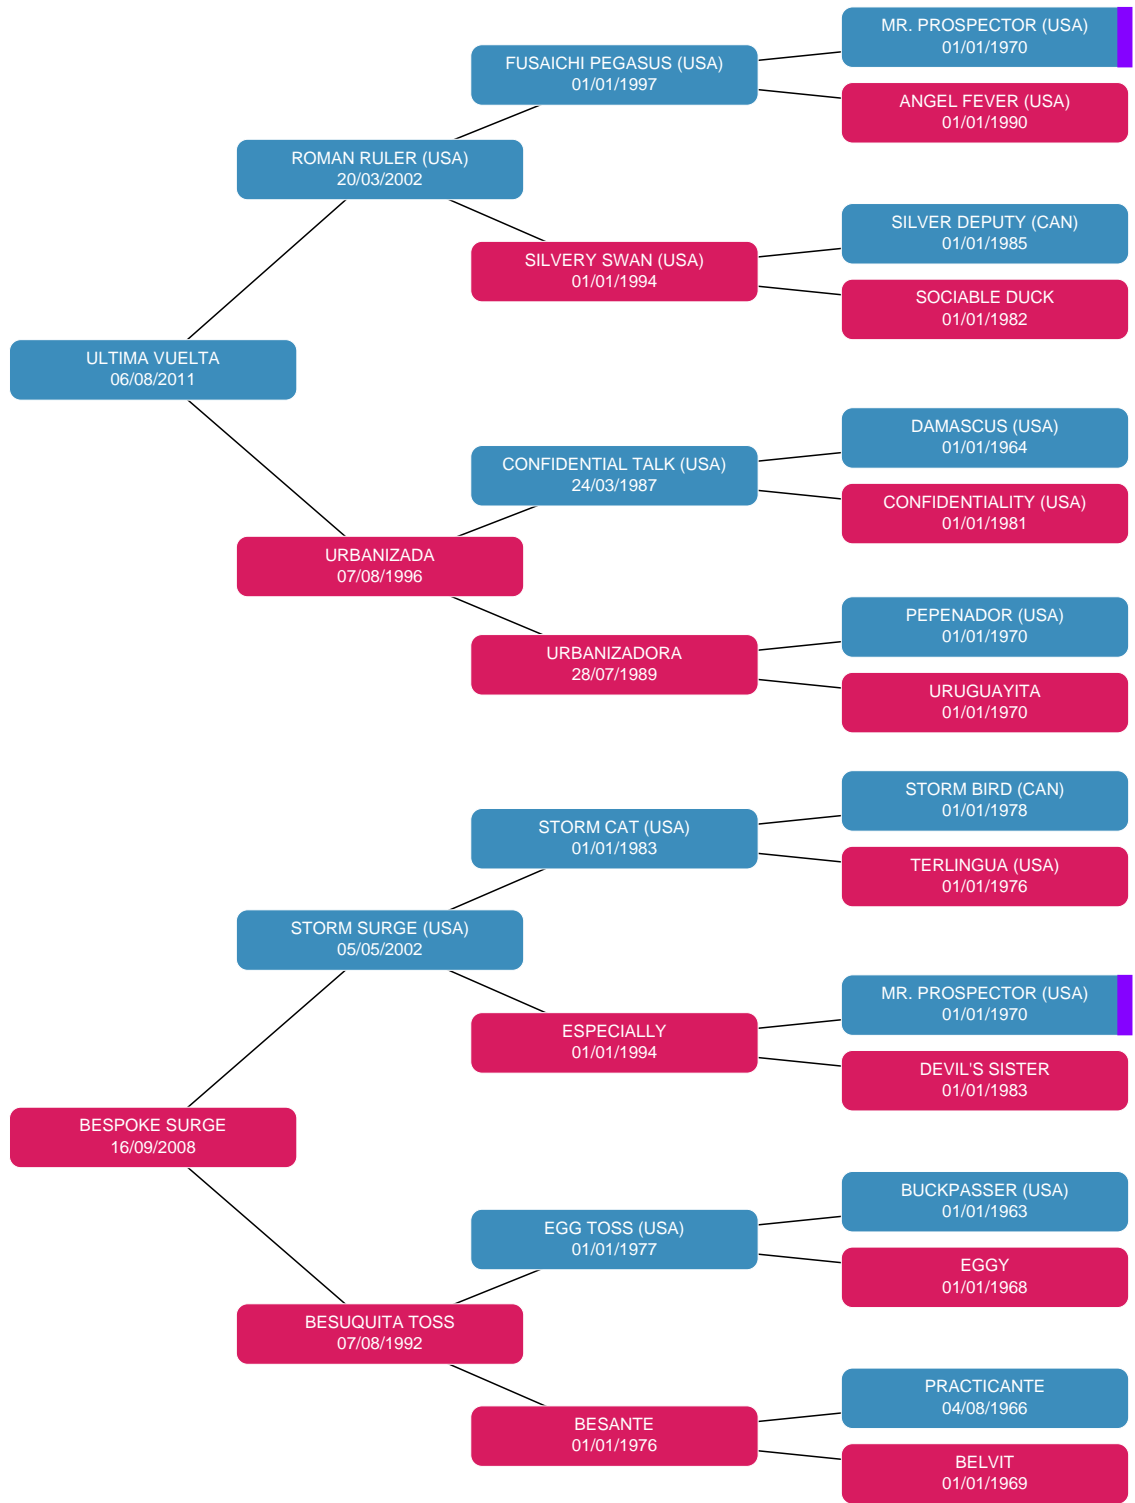 MR. PROSPECTOR (USA)
01/01/1970
FUSAICHI PEGASUS (USA)
01/01/1997
ANGEL FEVER (USA)
01/01/1990
ROMAN RULER (USA)
20/03/2002
SILVER DEPUTY (CAN)
01/01/1985
SILVERY SWAN (USA)
01/01/1994
SOCIABLE DUCK
01/01/1982
ULTIMA VUELTA
06/08/2011
DAMASCUS (USA)
01/01/1964
CONFIDENTIAL TALK (USA)
24/03/1987
CONFIDENTIALITY (USA)
01/01/1981
URBANIZADA
07/08/1996
PEPENADOR (USA)
01/01/1970
URBANIZADORA
28/07/1989
URUGUAYITA
01/01/1970
STORM BIRD (CAN)
01/01/1978
STORM CAT (USA)
01/01/1983
TERLINGUA (USA)
01/01/1976
STORM SURGE (USA)
05/05/2002
MR. PROSPECTOR (USA)
01/01/1970
ESPECIALLY
01/01/1994
DEVIL'S SISTER
01/01/1983
BESPOKE SURGE
16/09/2008
BUCKPASSER (USA)
01/01/1963
EGG TOSS (USA)
01/01/1977
EGGY
01/01/1968
BESUQUITA TOSS
07/08/1992
PRACTICANTE
04/08/1966
BESANTE
01/01/1976
BELVIT
01/01/1969